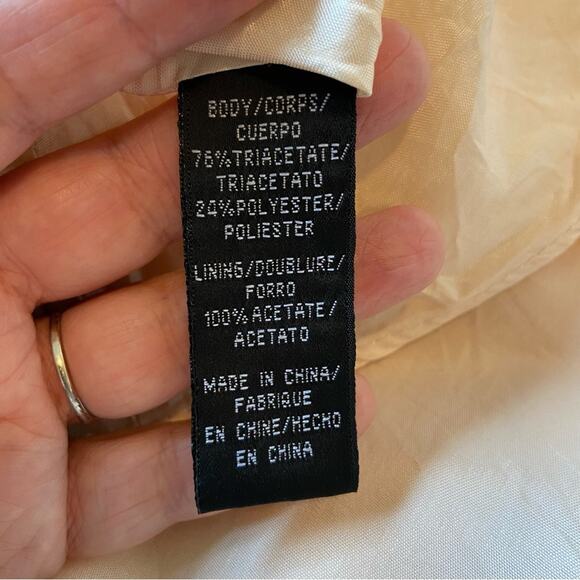 BODY/CORPS/
CUERPO
76%TRIACETATE/
TRIACETATO
24%POLYESTER/
POLIESTER
LINING/DOUBLURE/
FORRO
100%ACETATE/
ACETATO
MADE IN CHINA/
FABRIQUE
EN CHINE/HECHO
EN CHINA